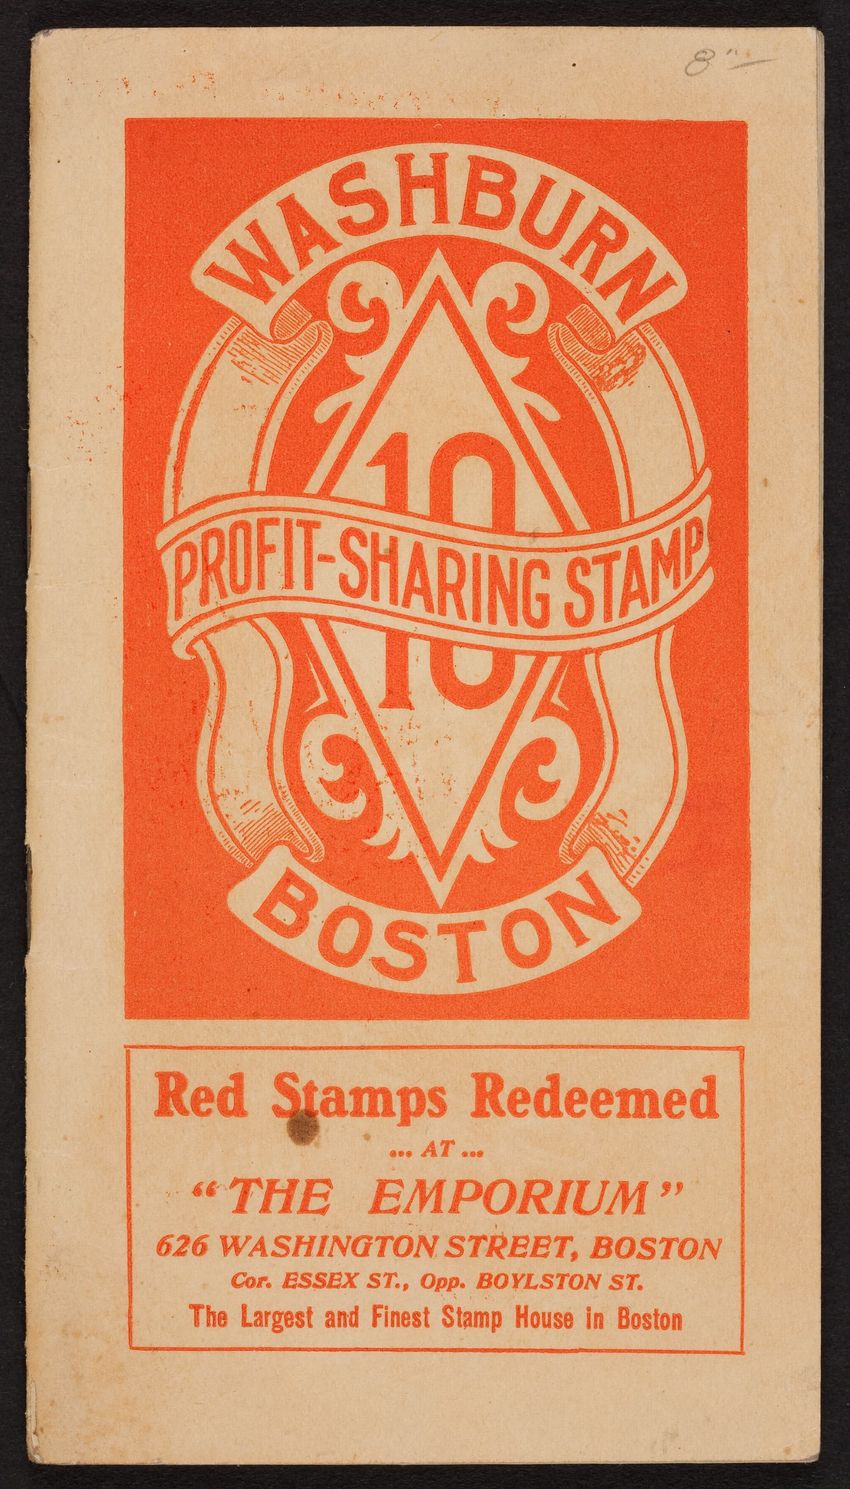 8"—
WASHBURN
10
PROFIT-SHARING STAMP
BOSTON
Red Stamps Redeemed
... AT ...
“THE EMPORIUM”
626 WASHINGTON STREET, BOSTON
Cor. ESSEX ST., Opp. BOYLSTON ST.
The Largest and Finest Stamp House in Boston